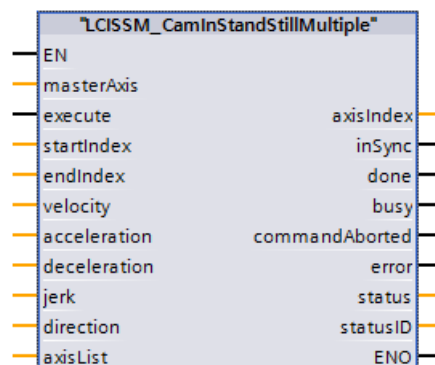 "LCISSM_CamInStandStillMultiple"
EN
masterAxis
execute axisIndex
startIndex inSync
endIndex done
velocity busy
acceleration commandAborted
deceleration error
jerk status
direction statusID
axisList ENO